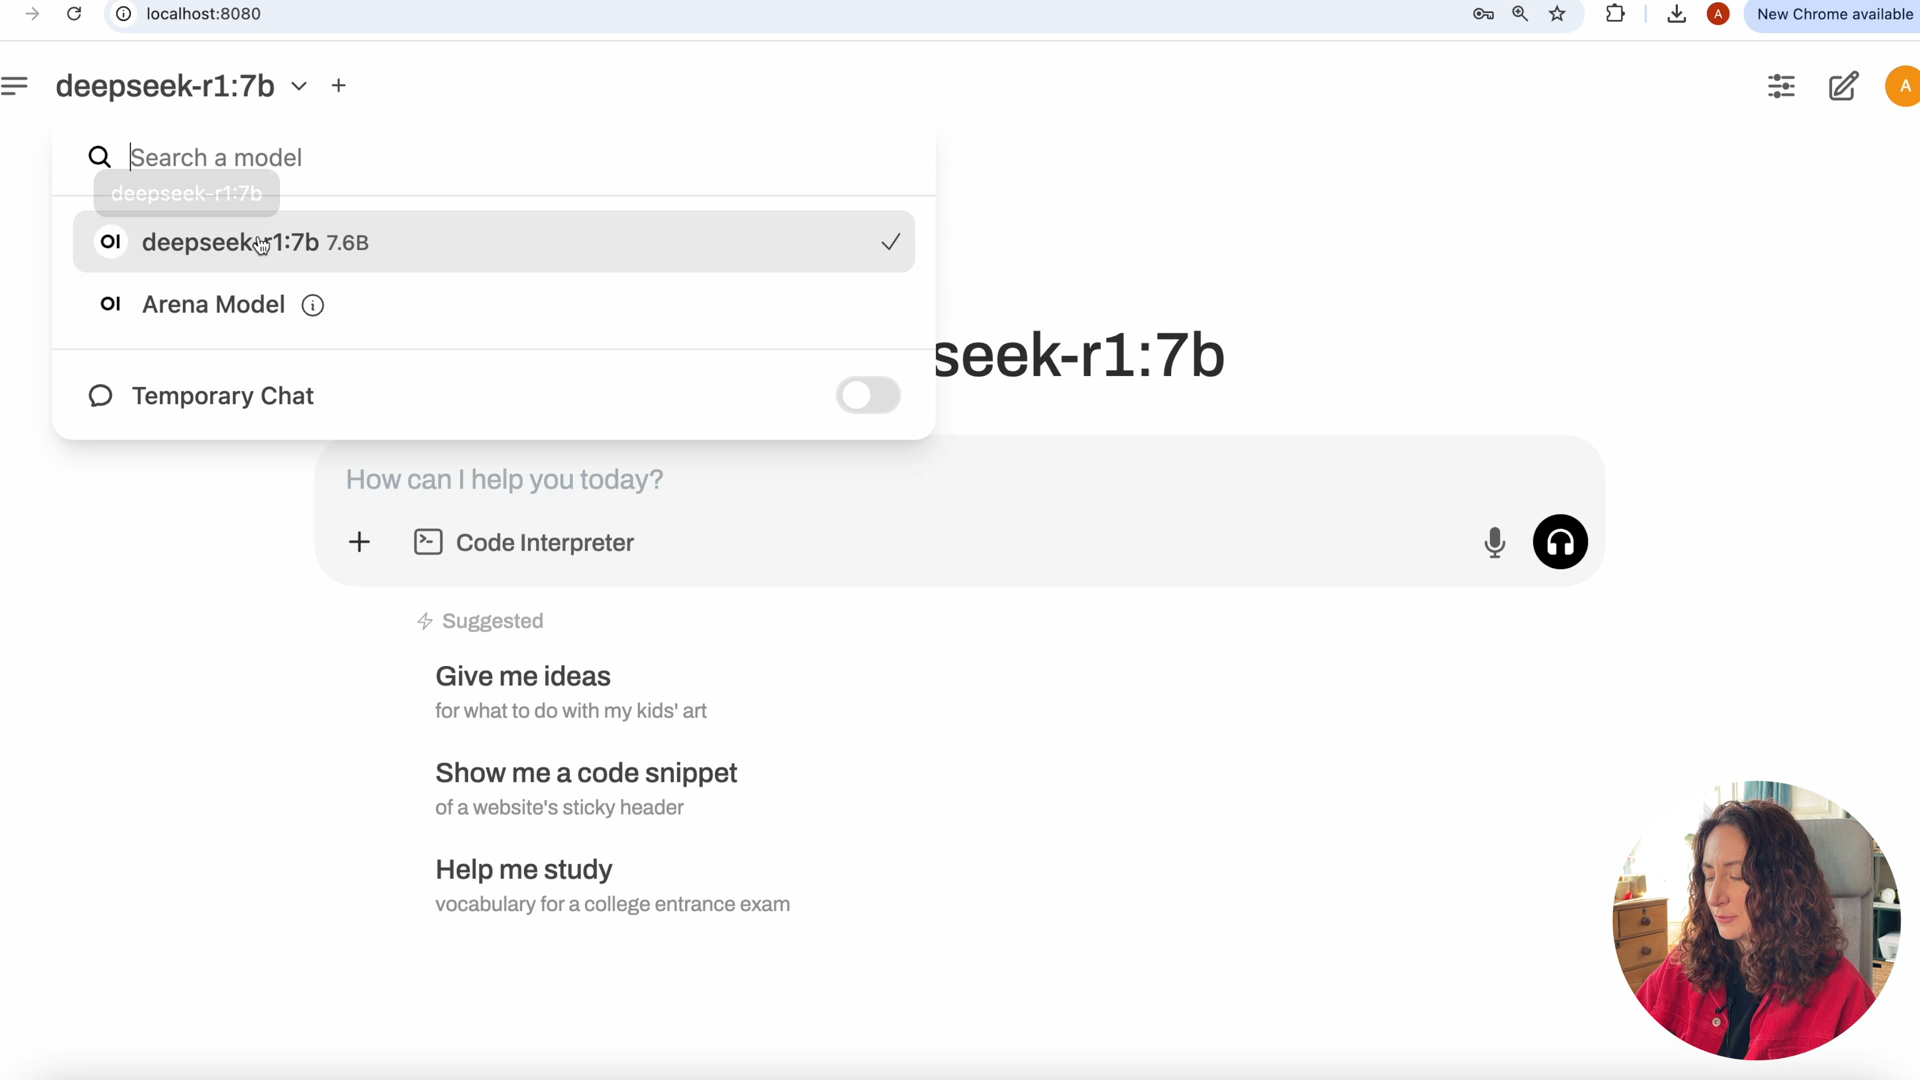 localhost:8080
A
New Chrome available
deepseek-r1:7b
A
Search a model
deepseek-r1:7b
OI deepseek-r1:7b 7.6B
OI Arena Model
seek-r1:7b
Temporary Chat
How can I help you today?
Code Interpreter
Suggested
Give me ideas
for what to do with my kids' art
Show me a code snippet
of a website's sticky header
Help me study
vocabulary for a college entrance exam